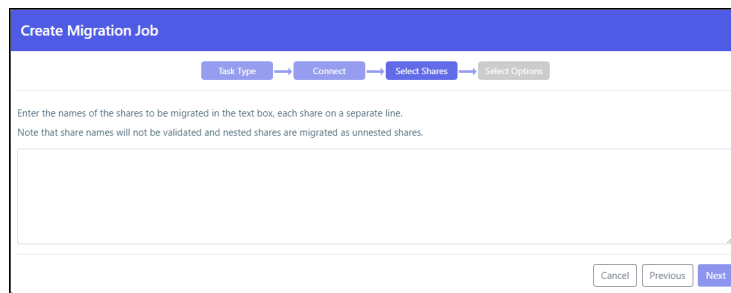 Create Migration Job
Task Type Connect Select Shares Select Options
Enter the names of the shares to be migrated in the text box, each share on a separate line.
Note that share names will not be validated and nested shares are migrated as unnested shares.
Cancel Previous Next